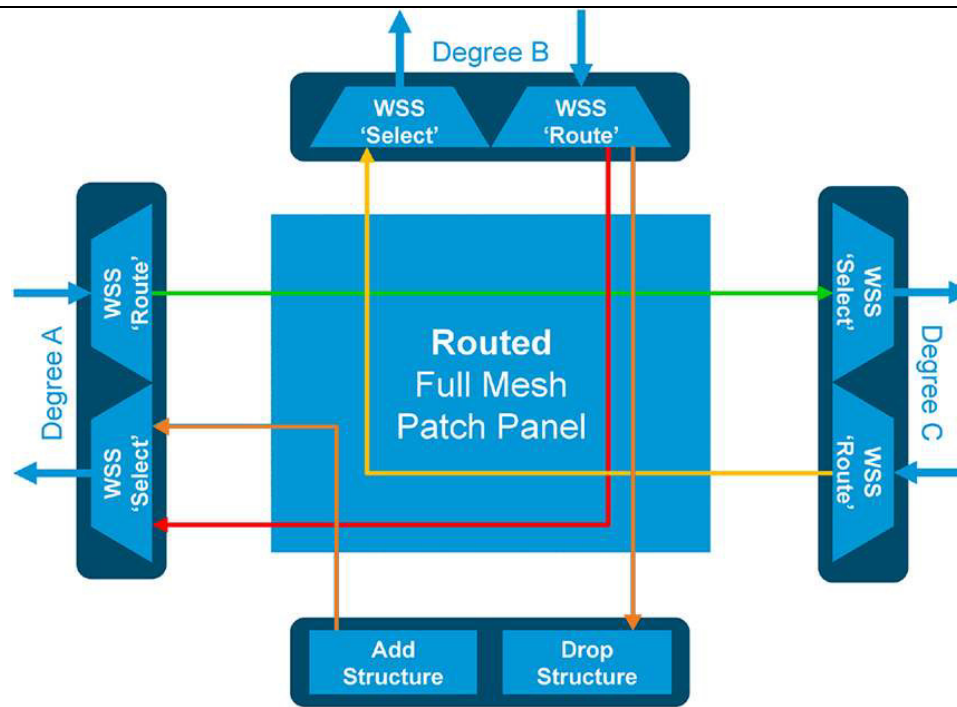 Degree B
WSS
‘Select’
WSS
‘Route’
Degree A
WSS
‘Route’
WSS
‘Select’
Routed
Full Mesh
Patch Panel
WSS
‘Select’
WSS
‘Route’
Degree C
Add
Structure
Drop
Structure